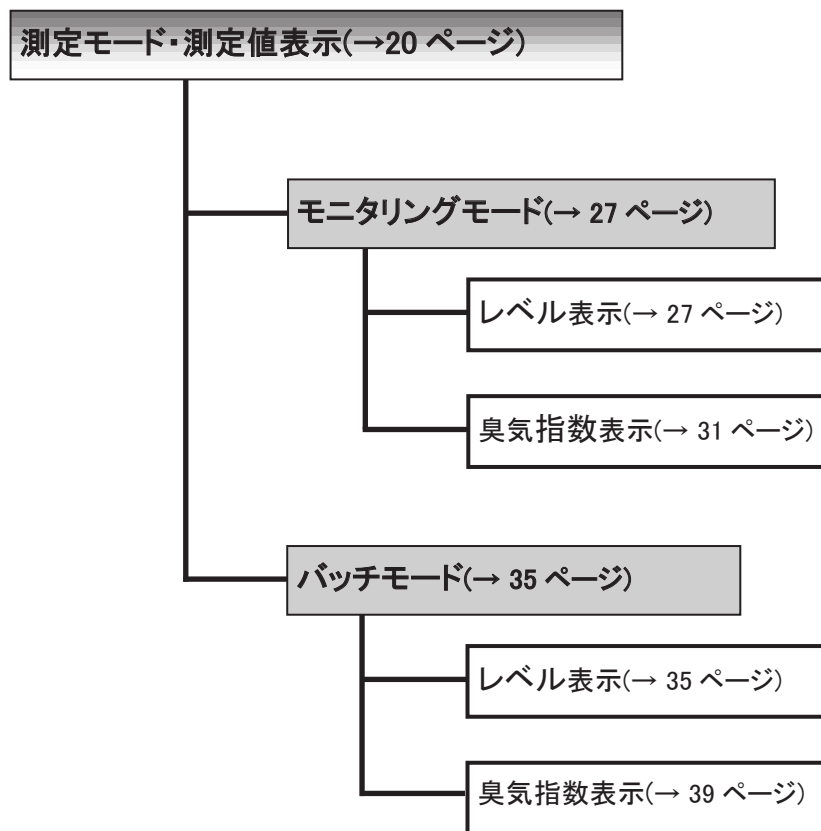 測定モード・測定値表示(→20 ページ)
モニタリングモード(→ 27 ページ)
レベル表示(→ 27 ページ)
臭気指数表示(→ 31 ページ)
バッチモード(→ 35 ページ)
レベル表示(→ 35 ページ)
臭気指数表示(→ 39 ページ)